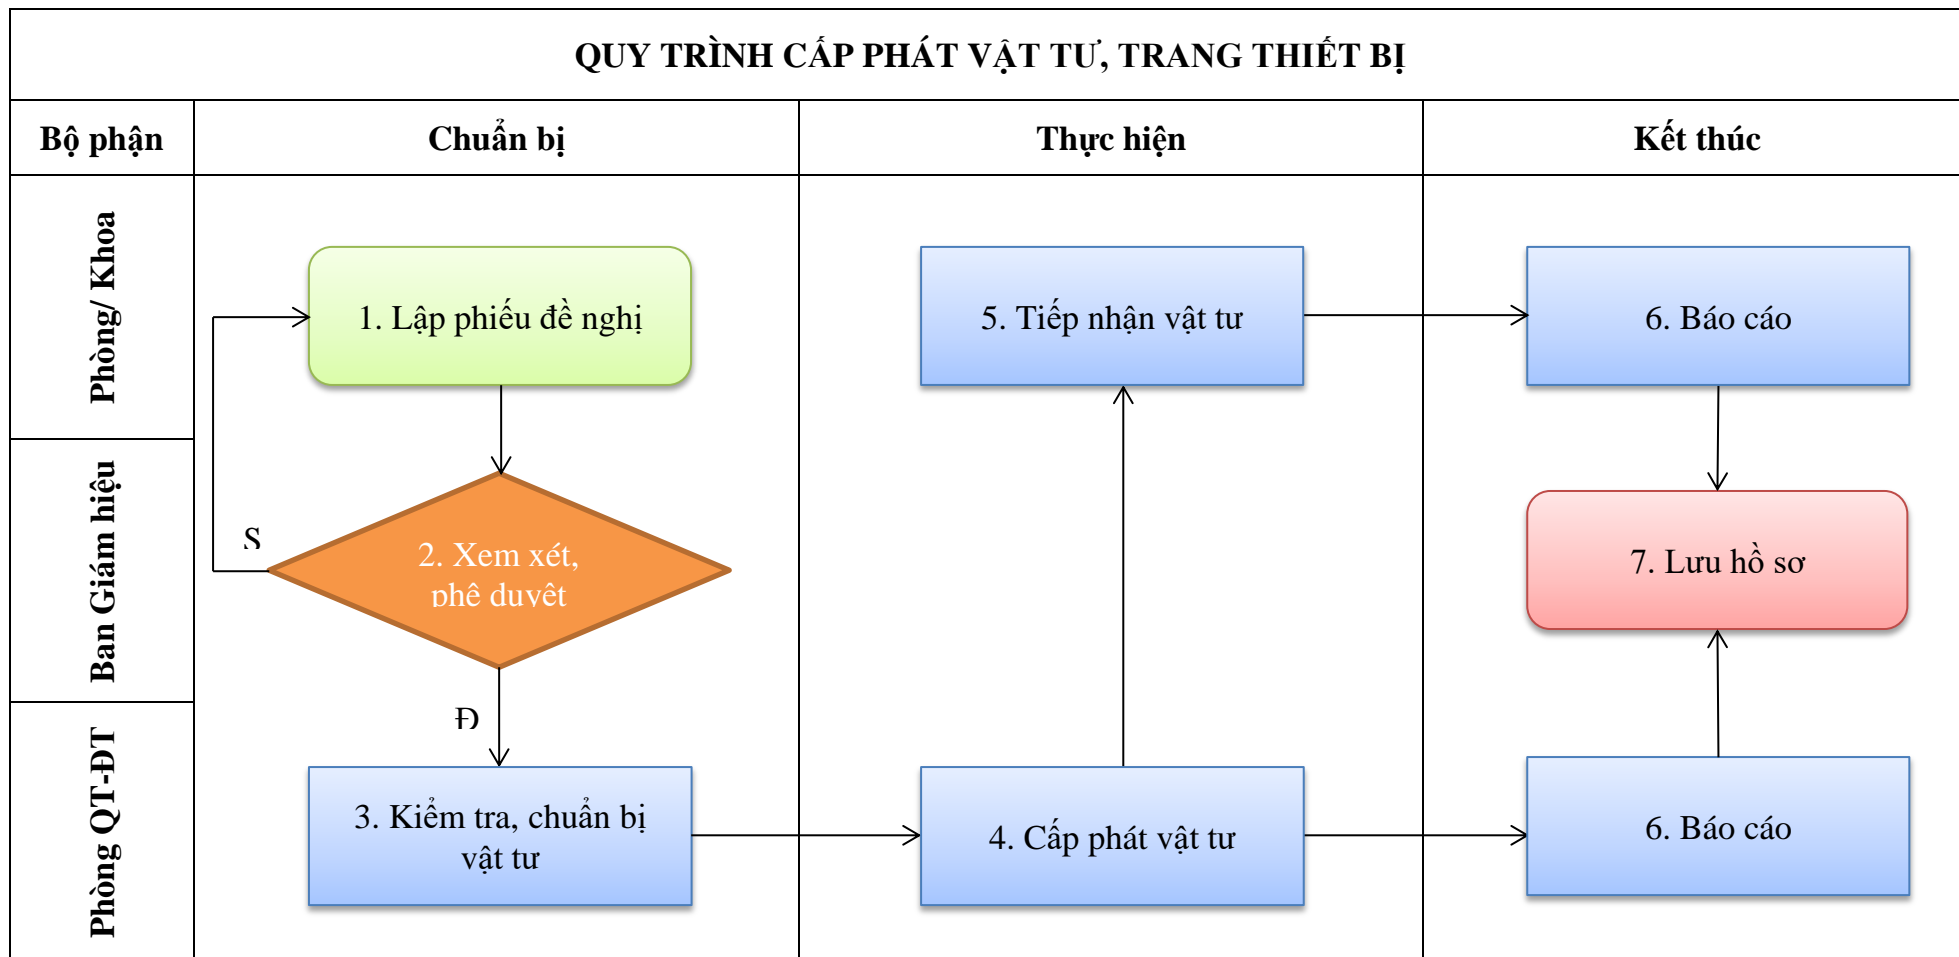 QUY TRÌNH CẤP PHÁT VẬT TƯ, TRANG THIẾT BỊ
Bộ phận
Chuẩn bị
Thực hiện
Kết thúc
Phòng/ Khoa
1. Lập phiếu đề nghị
5. Tiếp nhận vật tư
6. Báo cáo
Ban Giám hiệu
S
2. Xem xét,
phê duyệt
7. Lưu hồ sơ
Phòng QT-ĐT
Đ
3. Kiểm tra, chuẩn bị
vật tư
4. Cấp phát vật tư
6. Báo cáo